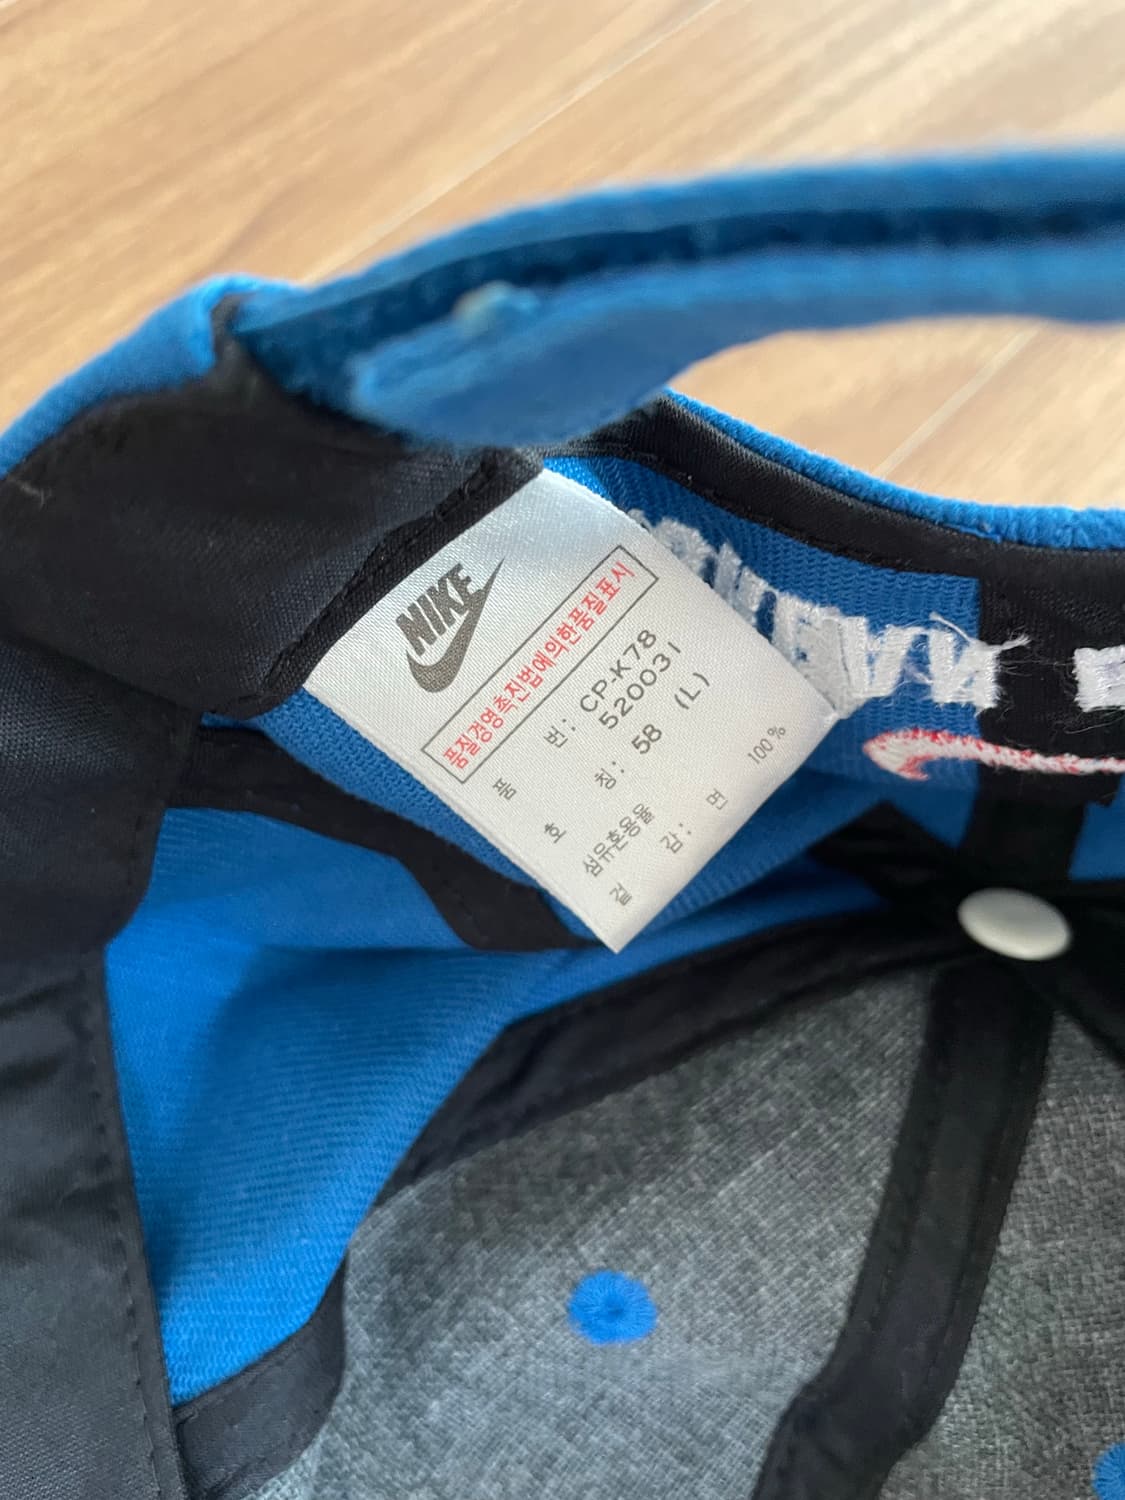 NIKE
품질경영촉진법에의한품질표시
품 번: CP-K78
520031
호 칭: 58 (L)
섬유혼용율
겉 감: 면 100%